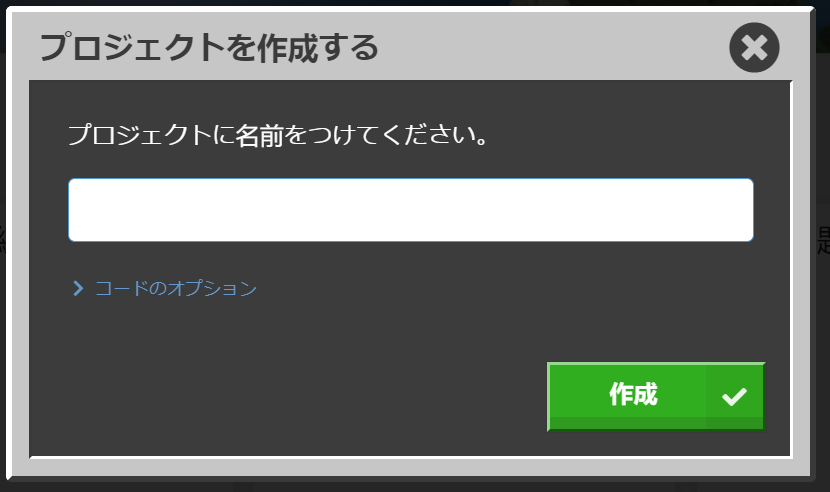 プロジェクトを作成する
プロジェクトに名前をつけてください。
コードのオプション
作成